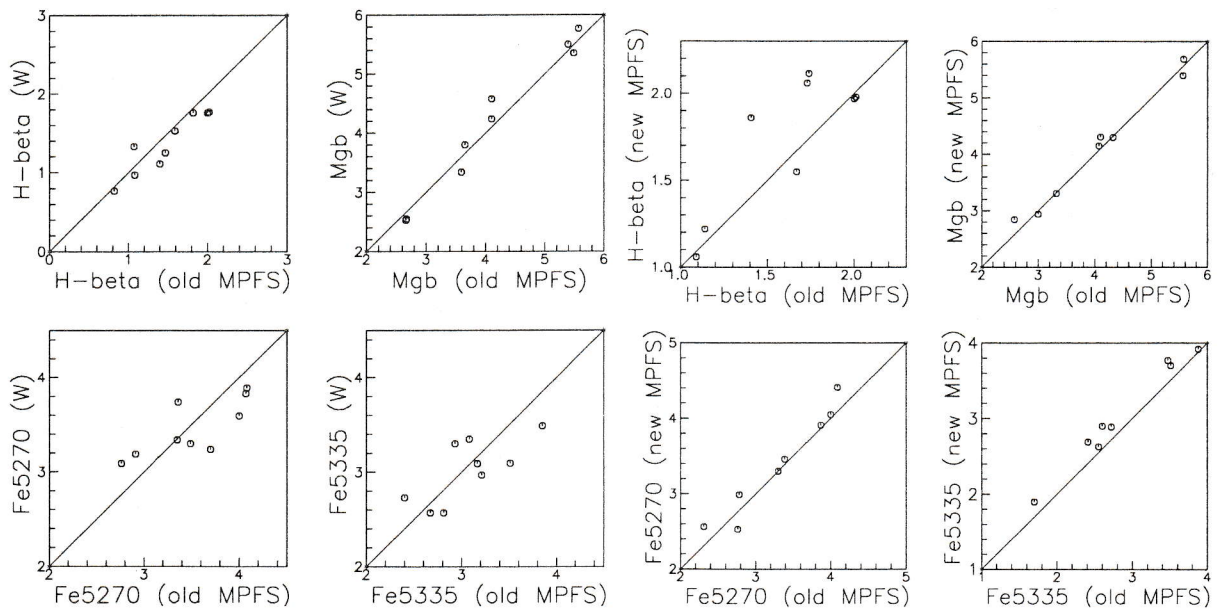 3
2
1
0
H-beta (W)
0 1 2 3
H-beta (old MPFS)
6
5
4
3
2
Mgb (W)
2 3 4 5 6
Mgb (old MPFS)
2.0
1.5
1.0
H-beta (new MPFS)
1.0 1.5 2.0
H-beta (old MPFS)
6
5
4
3
2
Mgb (new MPFS)
2 3 4 5 6
Mgb (old MPFS)
4
3
2
Fe5270 (W)
2 3 4
Fe5270 (old MPFS)
4
3
2
Fe5335 (W)
2 3 4
Fe5335 (old MPFS)
5
4
3
2
Fe5270 (new MPFS)
2 3 4 5
Fe5270 (old MPFS)
4
3
2
1
Fe5335 (new MPFS)
1 2 3 4
Fe5335 (old MPFS)